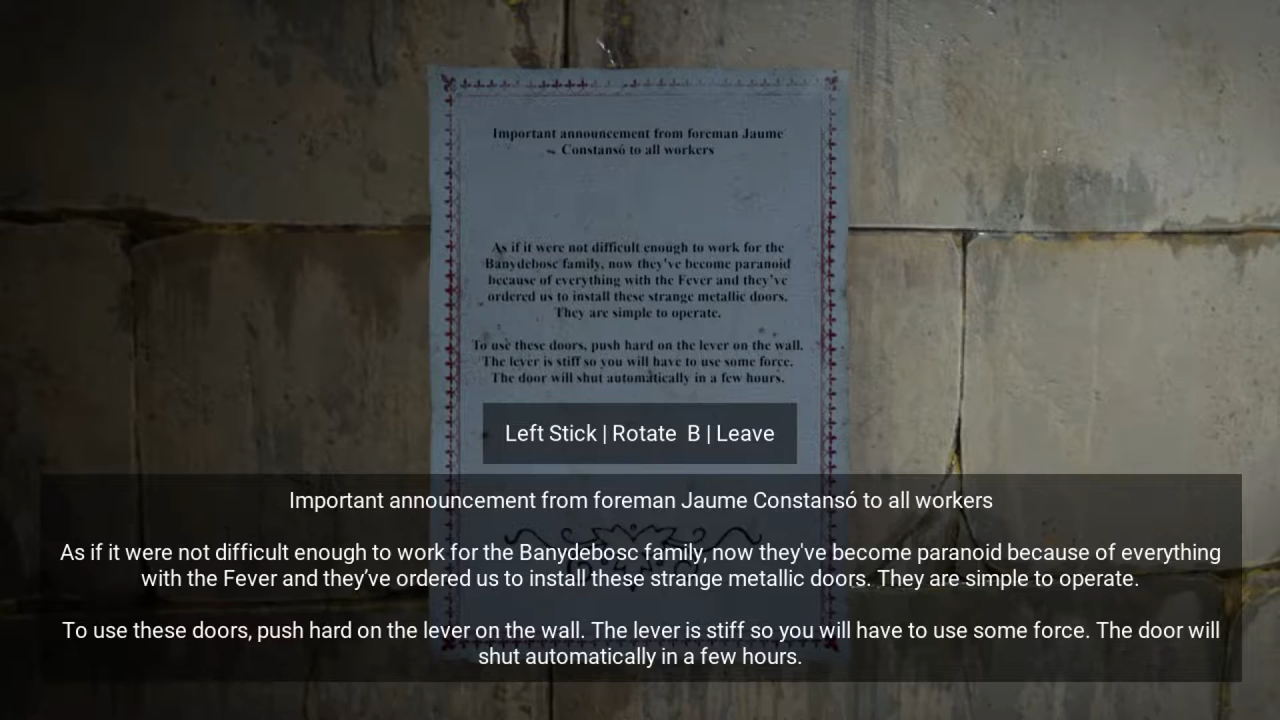 Important announcement from foreman Jaume
Constansó to all workers
As if it were not difficult enough to work for the
Banydebosc family, now they've become paranoid
because of everything with the Fever and they've
ordered us to install these strange metallic doors.
They are simple to operate.
To use these doors, push hard on the lever on the wall.
The lever is stiff so you will have to use some force.
The door will shut automatically in a few hours.
Left Stick | Rotate B | Leave
Important announcement from foreman Jaume Constansó to all workers
As if it were not difficult enough to work for the Banydebosc family, now they've become paranoid because of everything
with the Fever and they’ve ordered us to install these strange metallic doors. They are simple to operate.
To use these doors, push hard on the lever on the wall. The lever is stiff so you will have to use some force. The door will
shut automatically in a few hours.